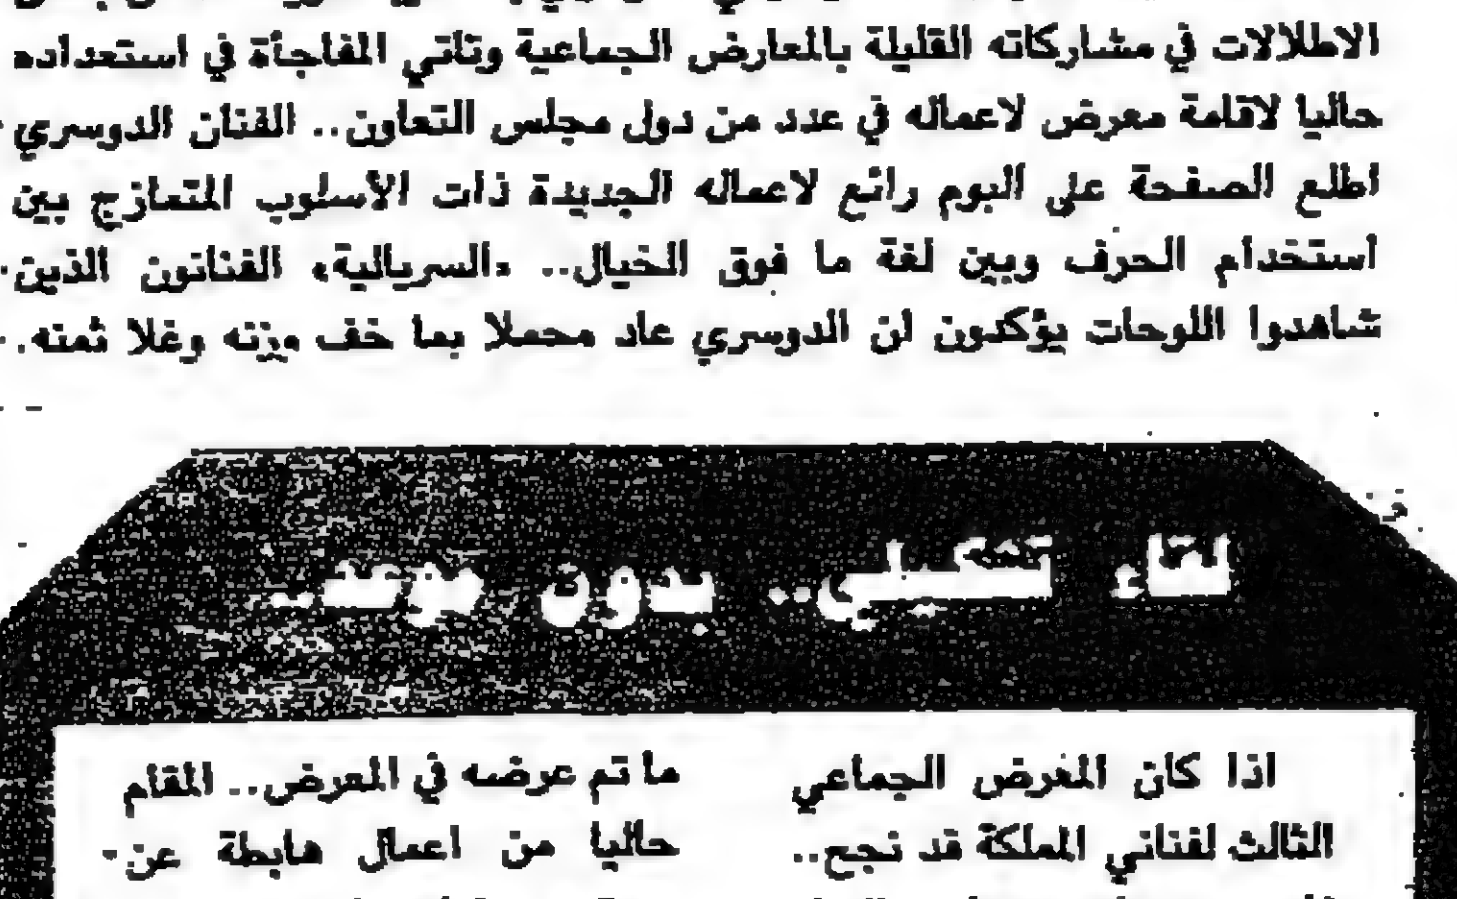 الاطلالات في مشاركاته القليلة بالمعارض الجماعية وتاتي المفاجأة في استعداده
حاليا لاقامة معرض لاعماله في عدد من دول مجلس التعاون.. الفنان الدوسري
اطلع الصفحة على البوم رائع لاعماله الجديدة ذات الأسلوب المتمازج بين
استخدام الحرف وبين لغة ما فوق الخيال.. «السريالية» الفنانون الذين
شاهدوا اللوحات يؤكدون لن الدوسري عاد محملا بما خف وزنه وغلا ثمنه..
لقاء تشكيلي.. بدون موعد..
اذا كان المعرض الجماعي
الثالث لفناني المملكة قد نجح..
ما تم عرضه في المعرض.. المقام
حاليا من اعمال هابطة عن